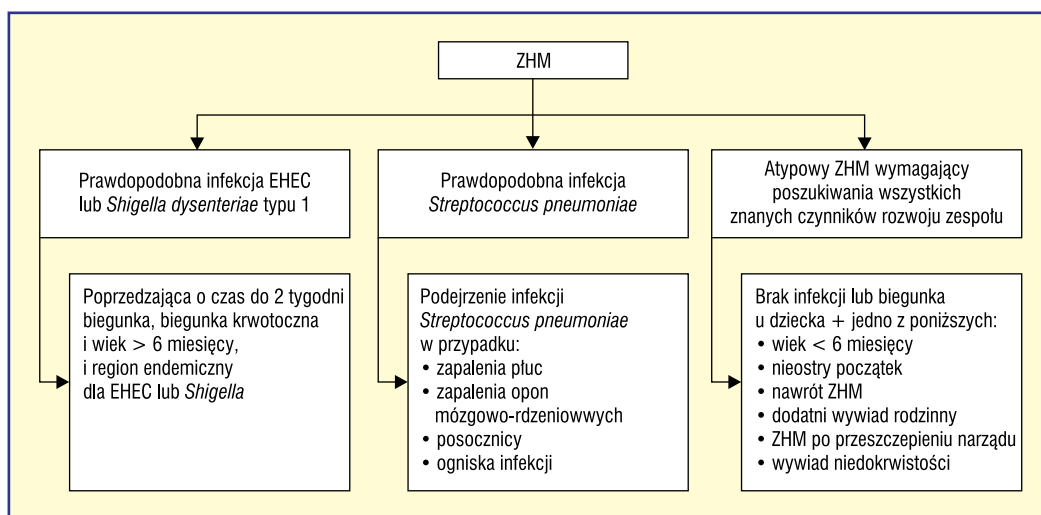 ZHM
Prawdopodobna infekcja EHEC
lub Shigella dysenteriae typu 1
Poprzedzająca o czas do 2 tygodni
biegunka, biegunka krwotoczna
i wiek > 6 miesięcy,
i region endemiczny
dla EHEC lub Shigella
Prawdopodobna infekcja
Streptococcus pneumoniae
Podejrzenie infekcji
Streptococcus pneumoniae
w przypadku:
• zapalenia płuc
• zapalenia opon
mózgowo-rdzeniowwych
• posocznicy
• ogniska infekcji
Atypowy ZHM wymagający
poszukiwania wszystkich
znanych czynników rozwoju zespołu
Brak infekcji lub biegunka
u dziecka + jedno z poniższych:
• wiek < 6 miesięcy
• nieostry początek
• nawrót ZHM
• dodatni wywiad rodzinny
• ZHM po przeszczepieniu narządu
• wywiad niedokrwistości